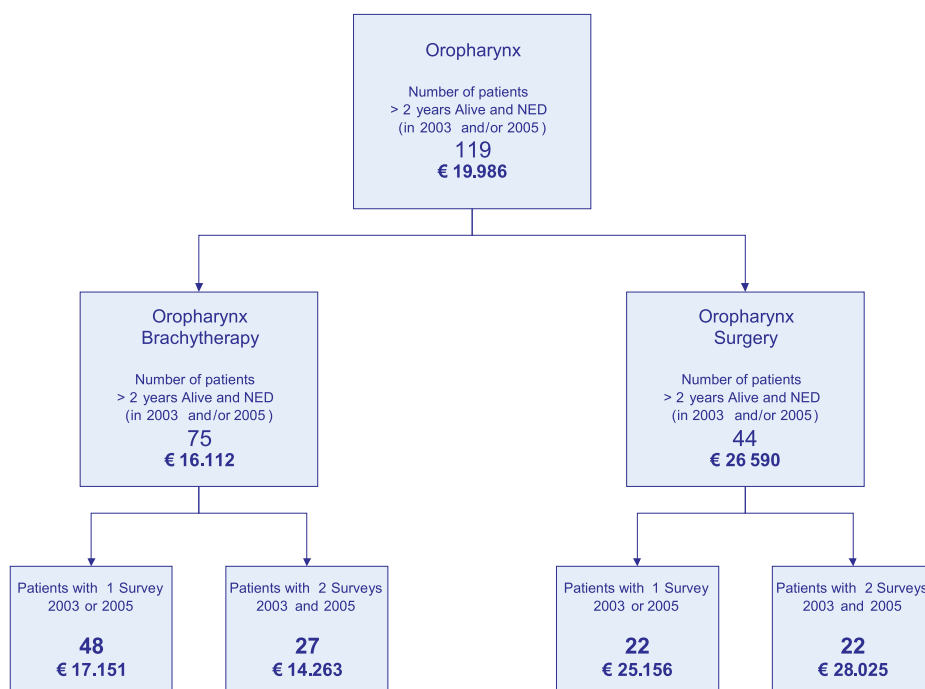 Oropharynx
Number of patients
> 2 years Alive and NED
(in 2003 and/or 2005)
119
€ 19.986
Oropharynx
Brachytherapy
Number of patients
> 2 years Alive and NED
(in 2003 and/or 2005)
75
€ 16.112
Oropharynx
Surgery
Number of patients
> 2 years Alive and NED
(in 2003 and/or 2005)
44
€ 26 590
Patients with 1 Survey
2003 or 2005
48
€ 17.151
Patients with 2 Surveys
2003 and 2005
27
€ 14.263
Patients with 1 Survey
2003 or 2005
22
€ 25.156
Patients with 2 Surveys
2003 and 2005
22
€ 28.025